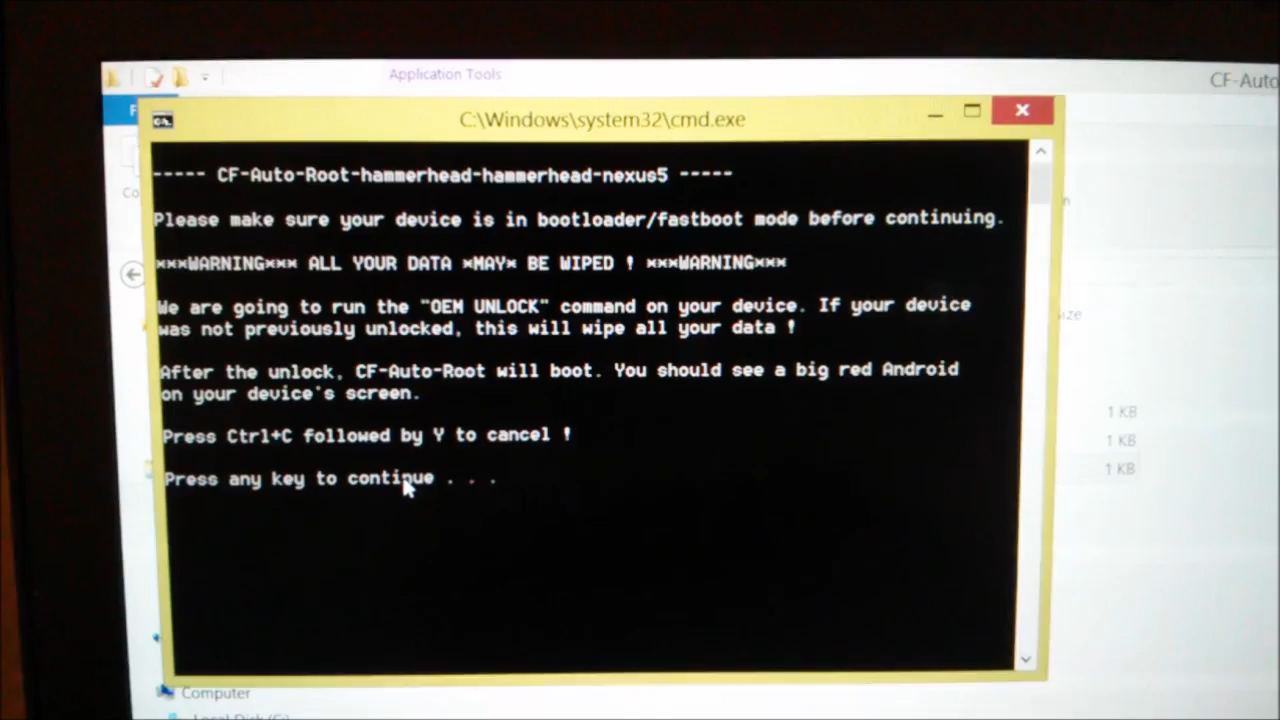 Application Tools
CF-Auto
C:\Windows\system32\cmd.exe
----- CF-Auto-Root-hammerhead-hammerhead-nexus5 -----
Please make sure your device is in bootloader/fastboot mode before continuing.
***WARNING*** ALL YOUR DATA *MAY* BE WIPED ! ***WARNING***
We are going to run the "OEM UNLOCK" command on your device. If your device
was not previously unlocked, this will wipe all your data !
After the unlock, CF-Auto-Root will boot. You should see a big red Android
on your device's screen.
Press Ctrl+C followed by Y to cancel !
Press any key to continue . . .
1 KB
1 KB
1 KB
Computer